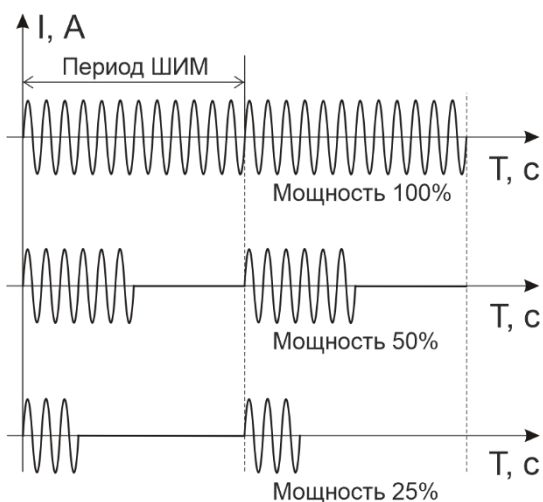 I, А
Период ШИМ
Т, с
Мощность 100%
Т, с
Мощность 50%
Т, с
Мощность 25%